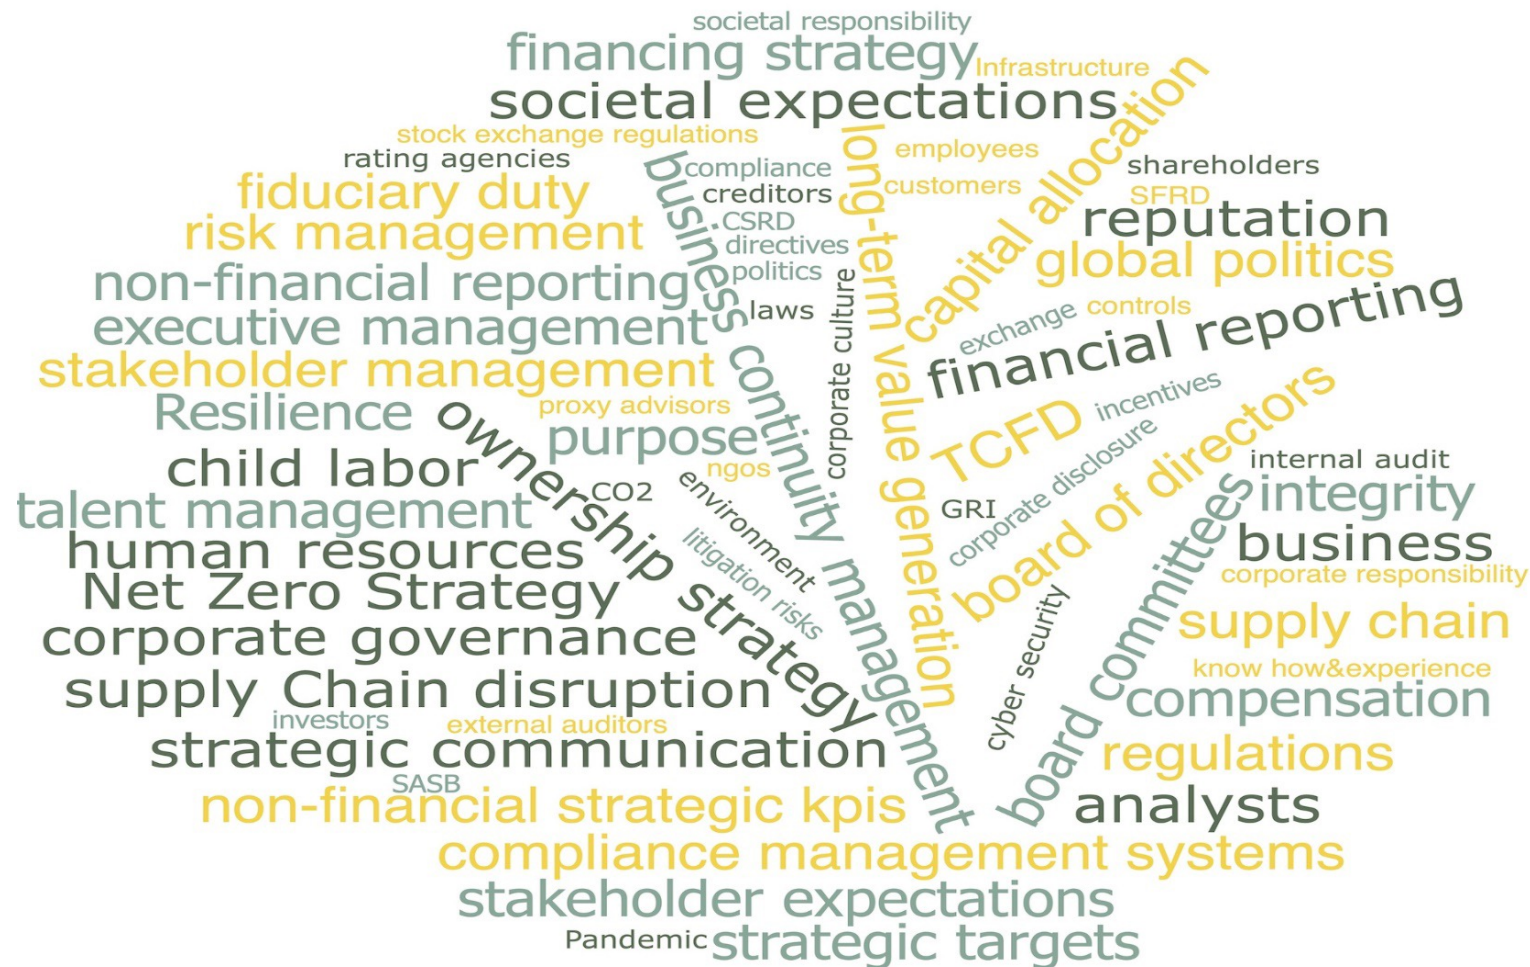 societal responsibility
financing strategy
Infrastructure
societal expectations
stock exchange regulations
rating agencies
fiduciary duty
risk management
non-financial reporting
executive management
stakeholder management
Resilience
child labor
talent management
human resources
Net Zero Strategy
corporate governance
supply Chain disruption
investors
external auditors
strategic communication
SASB
non-financial strategic kpis
compliance management systems
stakeholder expectations
Pandemic
strategic targets
ownership strategy
proxy advisors
purpose
ngos
CO2
environment
litigation risks
business continuity management
compliance
creditors
CSRD
directives
politics
laws
corporate culture
long-term value generation
employees
customers
capital allocation
shareholders
SFRD
reputation
global politics
controls
exchange
financial reporting
TCFD
incentives
corporate disclosure
GRI
board of directors
cyber security
board committees
internal audit
integrity
business
corporate responsibility
supply chain
know how&experience
compensation
regulations
analysts